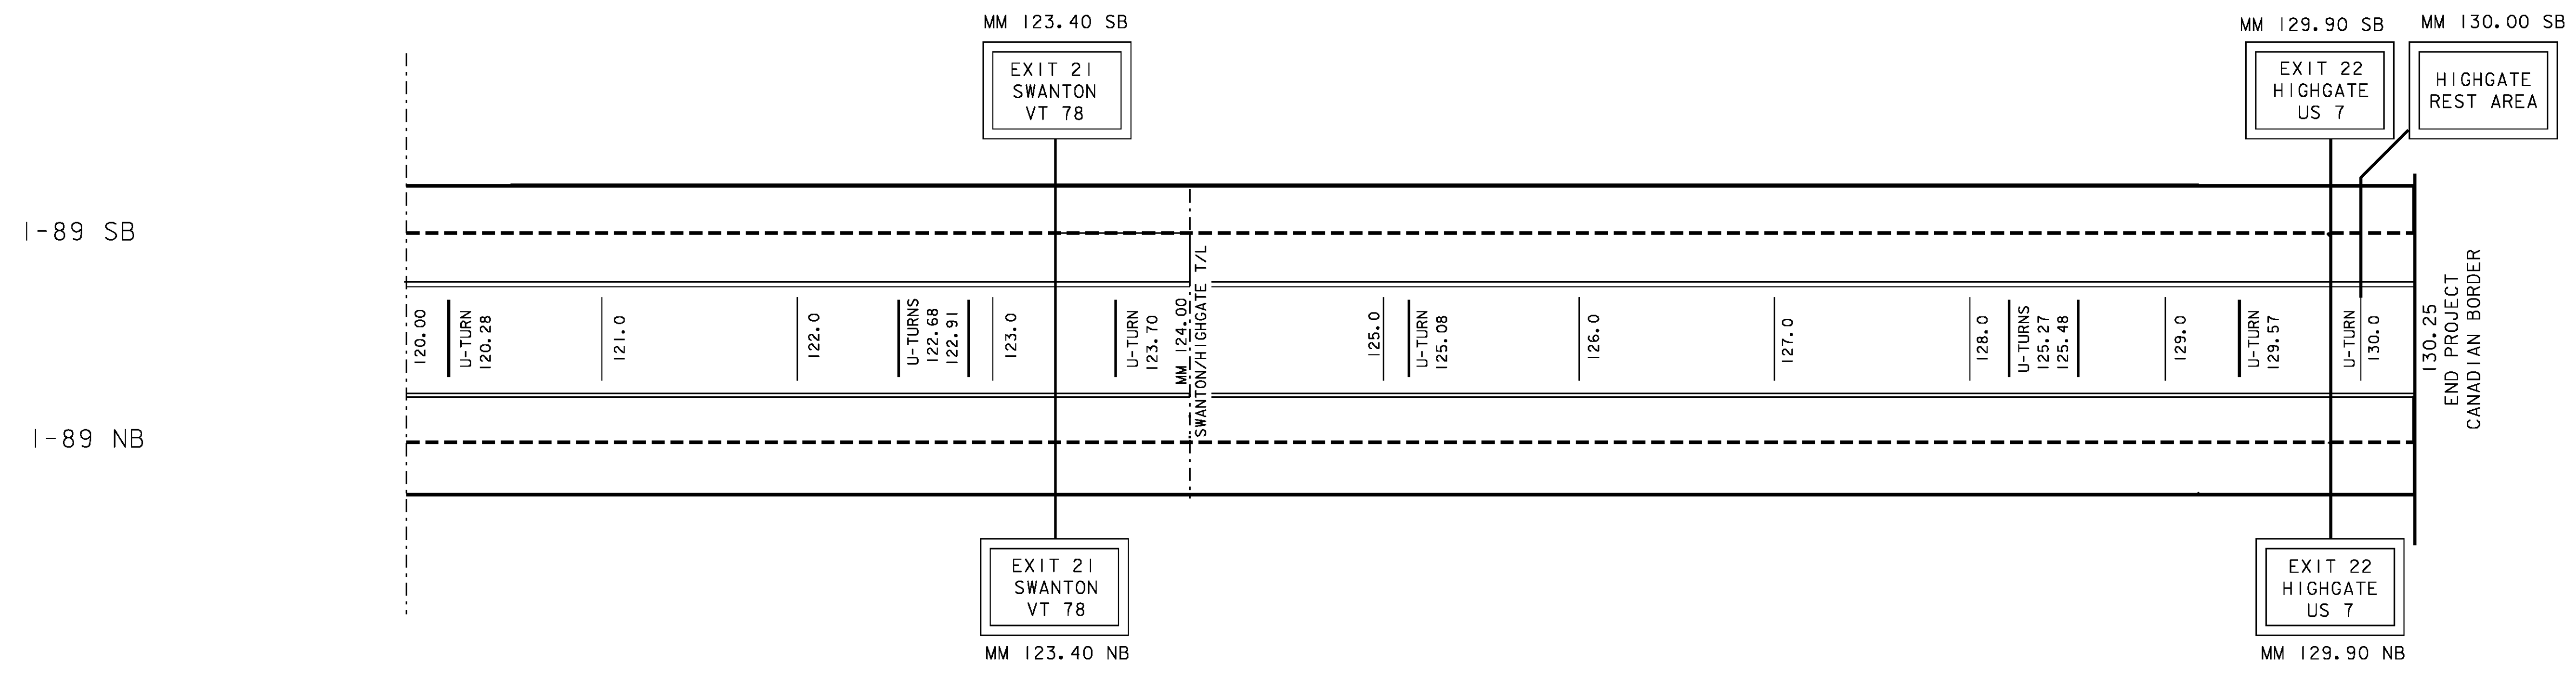 MM 123.40 SB
EXIT 21
SWANTON
VT 78
MM 129.90 SB
EXIT 22
HIGHGATE
US 7
MM 130.00 SB
HIGHGATE
REST AREA
I-89 SB
I-89 NB
120.00
U-TURN
120.28
121.0
122.0
U-TURNS
122.68
122.91
123.0
U-TURN
123.70
MM 124.00
SWANTON/HIGHGATE T/L
125.0
U-TURN
125.08
126.0
127.0
128.0
U-TURNS
125.27
125.48
129.0
U-TURN
129.57
U-TURN
130.0
130.25
END PROJECT
CANADIAN BORDER
EXIT 21
SWANTON
VT 78
MM 123.40 NB
EXIT 22
HIGHGATE
US 7
MM 129.90 NB